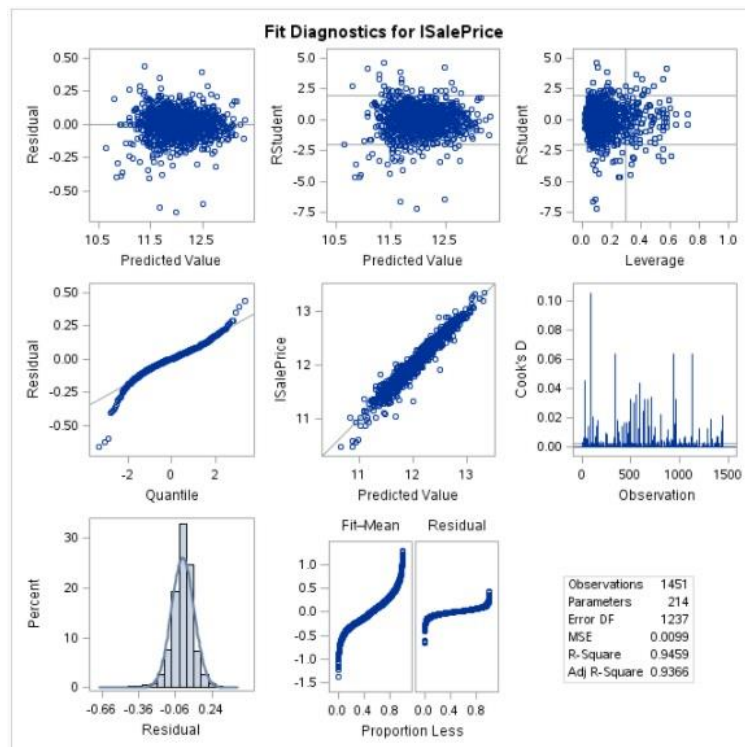 Fit Diagnostics for lSalePrice
0.50
0.25
0.00
-0.25
-0.50
Residual
10.5 11.5 12.5
Predicted Value
5.0
2.5
0.0
-2.5
-5.0
-7.5
RStudent
10.5 11.5 12.5
Predicted Value
5.0
2.5
0.0
-2.5
-5.0
-7.5
RStudent
0.0 0.2 0.4 0.6 0.8 1.0
Leverage
0.50
0.25
0.00
-0.25
-0.50
Residual
-2 0 2
Quantile
13
12
11
lSalePrice
11 12 13
Predicted Value
0.10
0.08
0.06
0.04
0.02
0.00
Cook's D
0 500 1000 1500
Observation
30
20
10
0
Percent
-0.66 -0.36 -0.06 0.24
Residual
Fit–Mean Residual
1.0
0.5
0.0
-0.5
-1.0
-1.5
0.0 0.4 0.8 0.0 0.4 0.8
Proportion Less
Observations 1451
Parameters 214
Error DF 1237
MSE 0.0099
R-Square 0.9459
Adj R-Square 0.9366